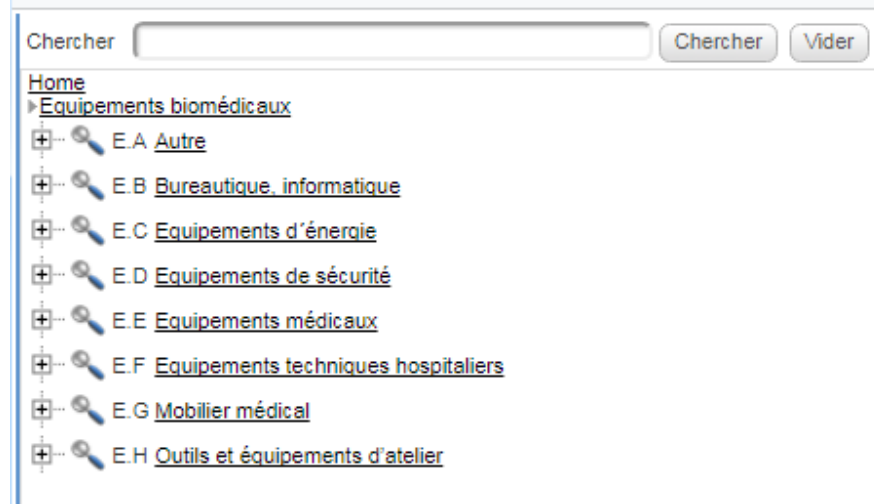 Chercher Chercher Vider
Home
Equipements biomédicaux
E.A Autre
E.B Bureautique, informatique
E.C Equipements d´énergie
E.D Equipements de sécurité
E.E Equipements médicaux
E.F Equipements techniques hospitaliers
E.G Mobilier médical
E.H Outils et équipements d’atelier